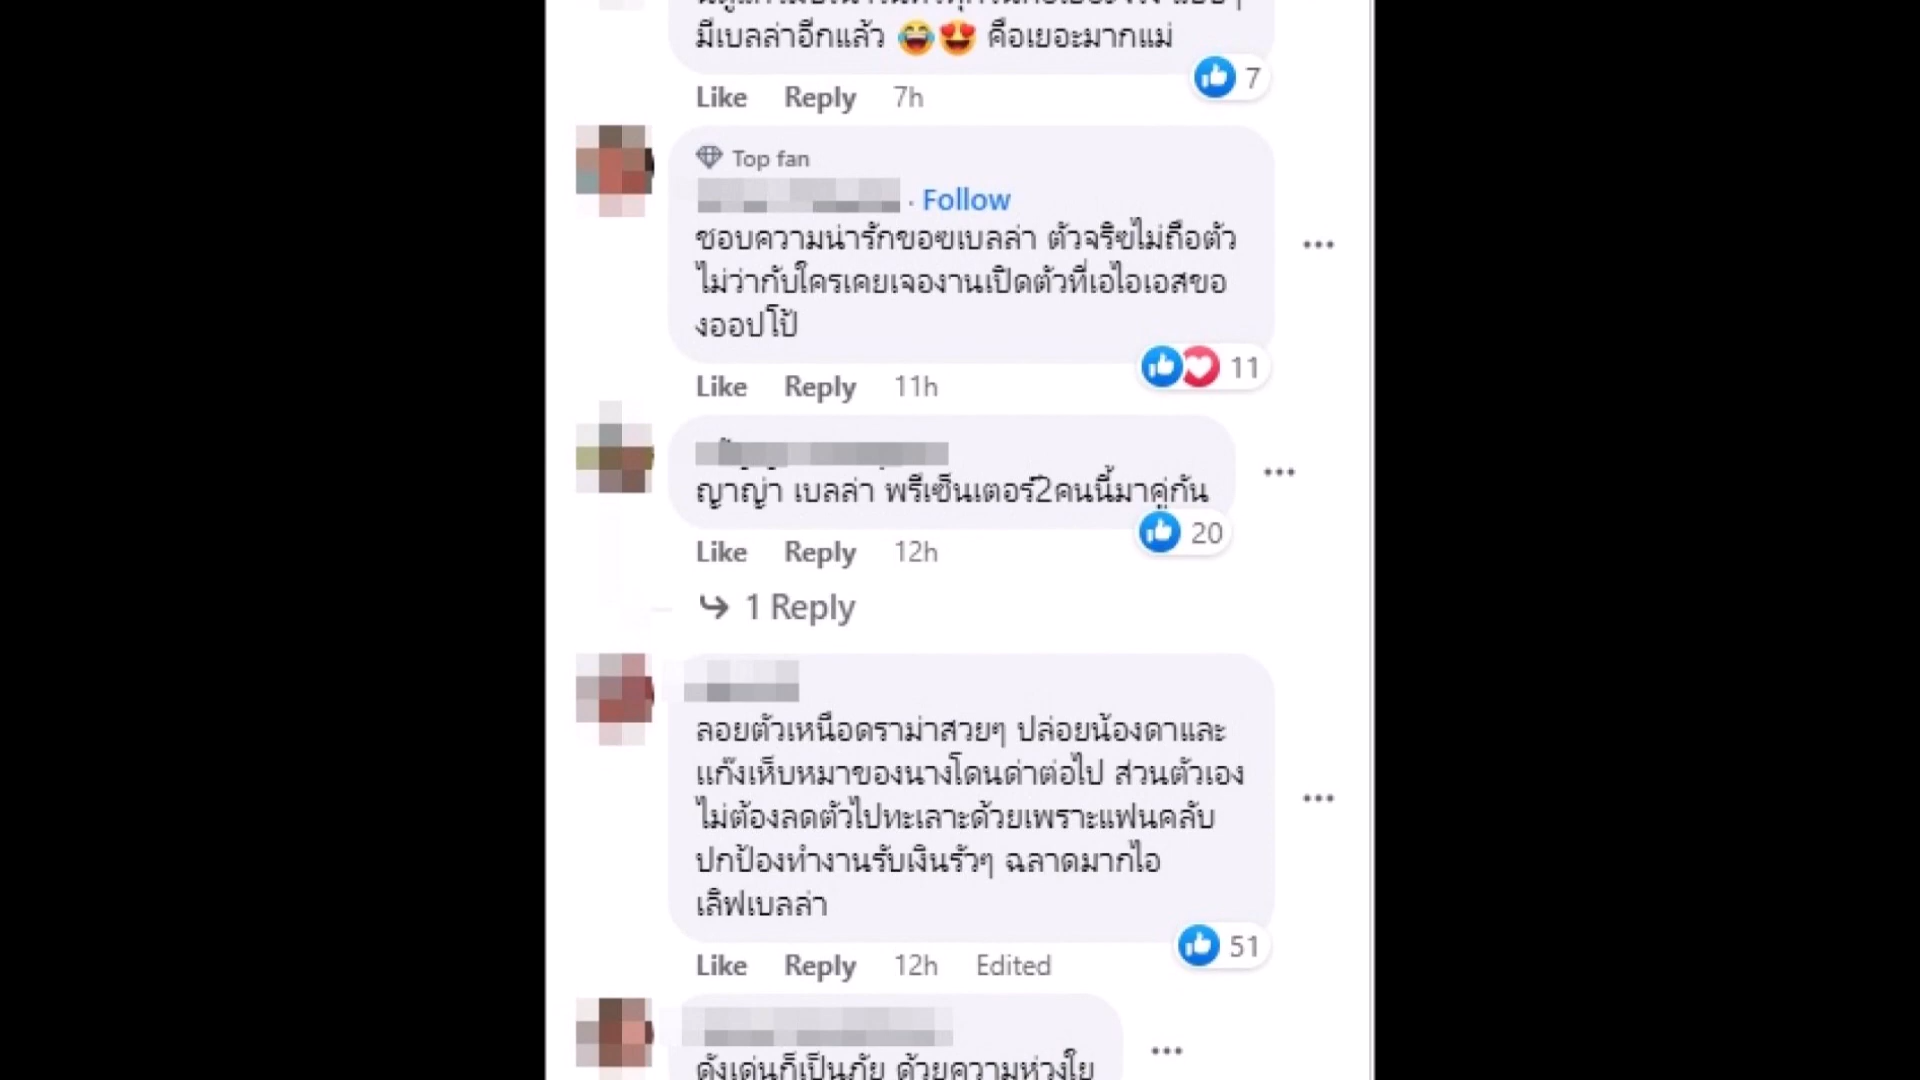 มีเบลล่าอีกแล้ว 😂😍 คือเยอะมากแม่
7
Like Reply 7h
Top fan
· Follow
ชอบความน่ารักขอฃเบลล่า ตัวจริฃไม่ถือตัว
ไม่ว่ากับใครเคยเจองานเปิดตัวที่เอไอเอสขอ
งออปโป้
11
Like Reply 11h
ญาญ่า เบลล่า พรีเซ็นเตอร์2คนนี้มาคู่กัน
20
Like Reply 12h
1 Reply
ลอยตัวเหนือดราม่าสวยๆ ปล่อยน้องดาและ
แก๊งเห็บหมาของนางโดนด่าต่อไป ส่วนตัวเอง
ไม่ต้องลดตัวไปทะเลาะด้วยเพราะแฟนคลับ
ปกป้องทำงานรับเงินรัวๆ ฉลาดมากไอ
เลิฟเบลล่า
51
Like Reply 12h Edited
ดังเด่นก็เป็นภัย ด้วยความห่วงใย